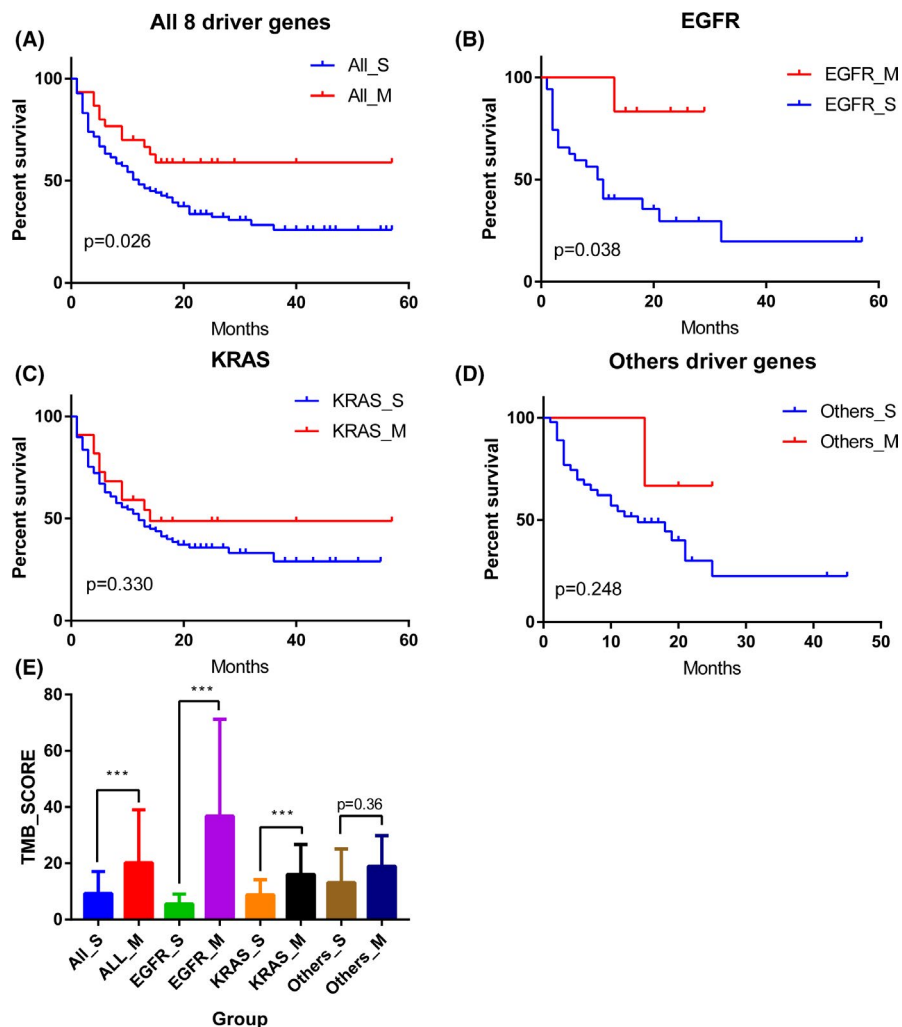 (A)
All 8 driver genes
All_S
All_M
Percent survival
100
50
0
p=0.026
0 20 40 60
Months
(B)
EGFR
EGFR_M
EGFR_S
Percent survival
100
50
0
p=0.038
0 20 40 60
Months
(C)
KRAS
KRAS_S
KRAS_M
Percent survival
100
50
0
p=0.330
0 20 40 60
Months
(D)
Others driver genes
Others_S
Others_M
Percent survival
100
50
0
p=0.248
0 10 20 30 40 50
Months
(E)
TMB_SCORE
80
60
40
20
0
***
***
***
p=0.36
All_S
ALL_M
EGFR_S
EGFR_M
KRAS_S
KRAS_M
Others_S
Others_M
Group